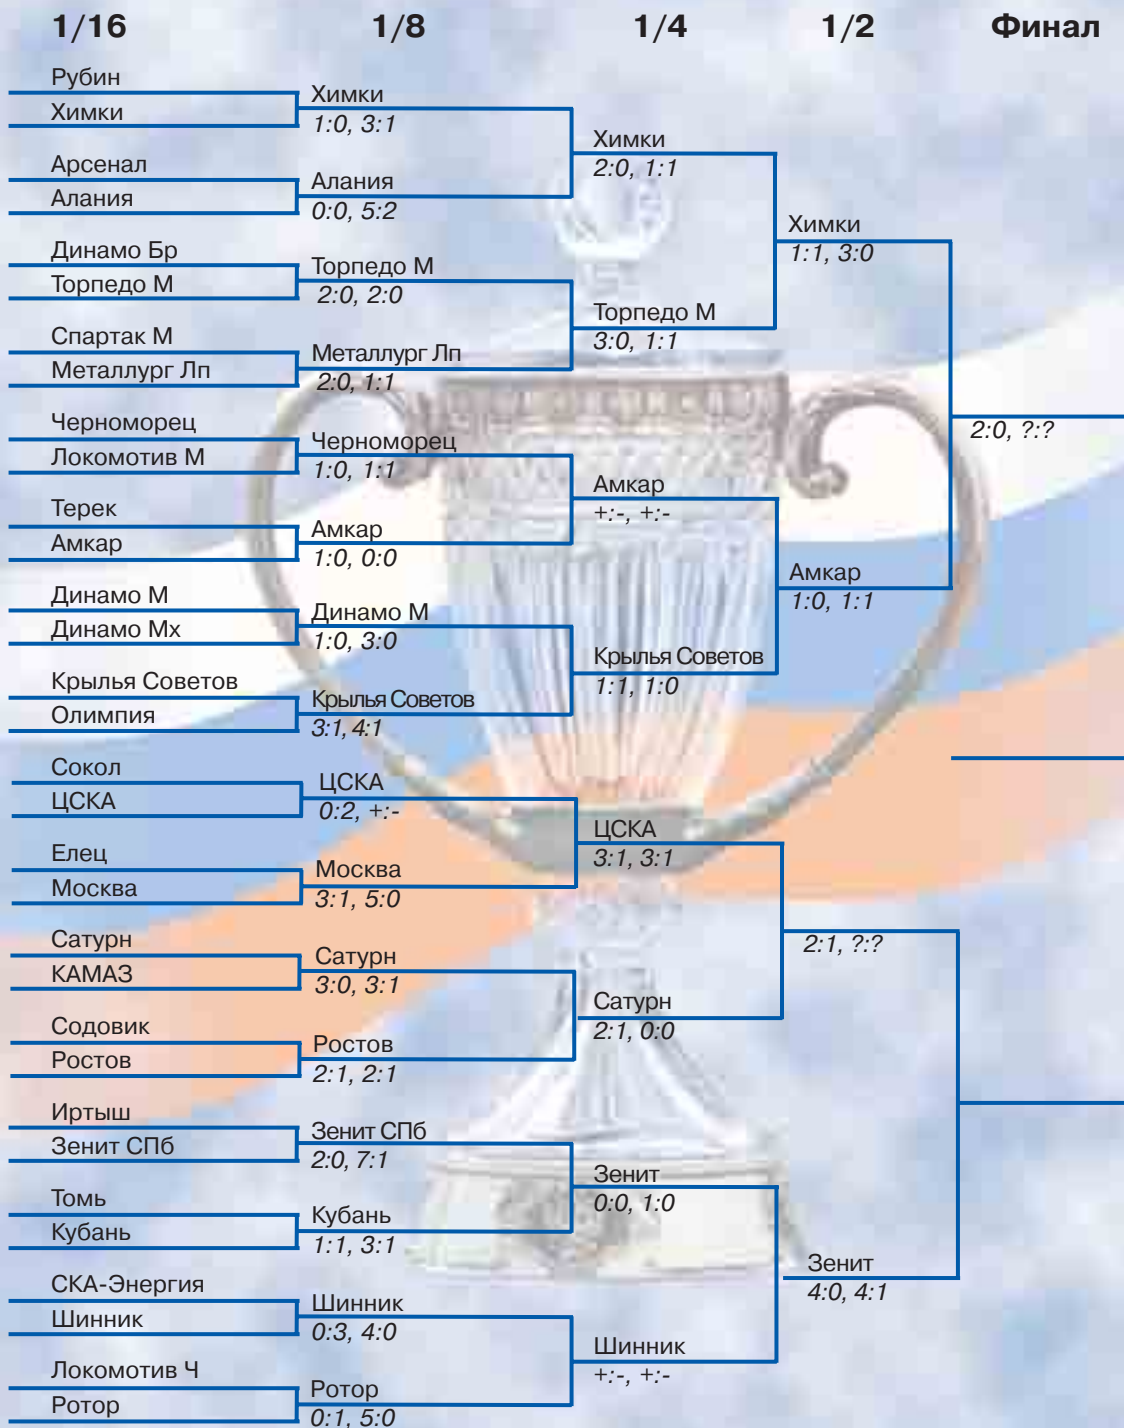 1/16
1/8
1/4
1/2
Финал
Рубин
Химки
Арсенал
Алания
Динамо Бр
Торпедо М
Спартак М
Металлург Лп
Черноморец
Локомотив М
Терек
Амкар
Динамо М
Динамо Мх
Крылья Советов
Олимпия
Сокол
ЦСКА
Елец
Москва
Сатурн
КАМАЗ
Содовик
Ростов
Иртыш
Зенит СПб
Томь
Кубань
СКА-Энергия
Шинник
Локомотив Ч
Ротор
Химки
1:0, 3:1
Алания
0:0, 5:2
Торпедо М
2:0, 2:0
Металлург Лп
2:0, 1:1
Черноморец
1:0, 1:1
Амкар
1:0, 0:0
Динамо М
1:0, 3:0
Крылья Советов
3:1, 4:1
ЦСКА
0:2, +:-
Москва
3:1, 5:0
Сатурн
3:0, 3:1
Ростов
2:1, 2:1
Зенит СПб
2:0, 7:1
Кубань
1:1, 3:1
Шинник
0:3, 4:0
Ротор
0:1, 5:0
Химки
2:0, 1:1
Торпедо М
3:0, 1:1
Амкар
+:-, +:-
Крылья Советов
1:1, 1:0
ЦСКА
3:1, 3:1
Сатурн
2:1, 0:0
Зенит
0:0, 1:0
Шинник
+:-, +:-
Химки
1:1, 3:0
Амкар
1:0, 1:1
2:1, ?:?
Зенит
4:0, 4:1
2:0, ?:?